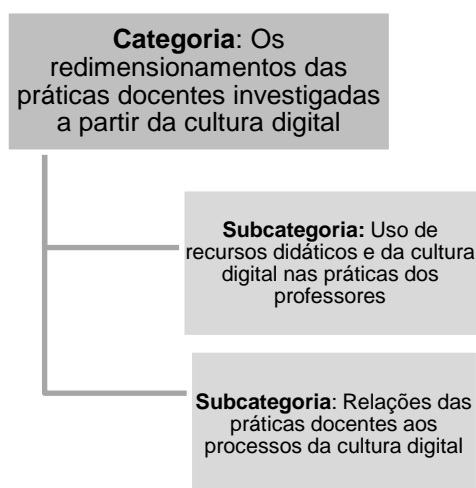 Categoria: Os
redimensionamentos das
práticas docentes investigadas
a partir da cultura digital
Subcategoria: Uso de
recursos didáticos e da cultura
digital nas práticas dos
professores
Subcategoria: Relações das
práticas docentes aos
processos da cultura digital